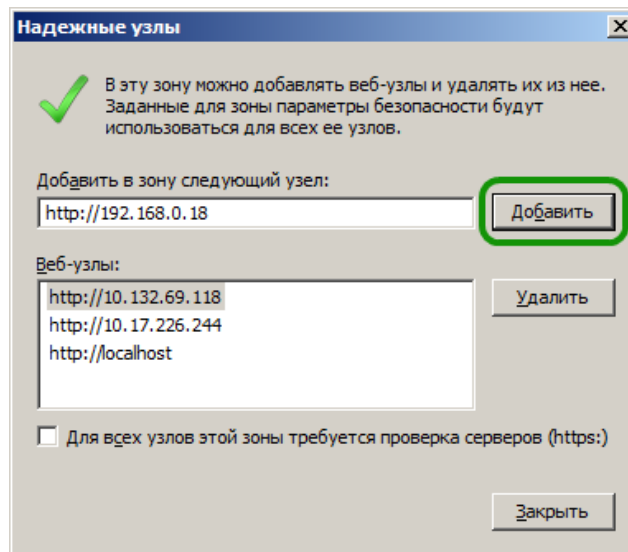 Надежные узлы
В эту зону можно добавлять веб-узлы и удалять их из нее.
Заданные для зоны параметры безопасности будут
использоваться для всех ее узлов.
Добавить в зону следующий узел:
http://192.168.0.18
Добавить
Веб-узлы:
http://10.132.69.118
http://10.17.226.244
http://localhost
Удалить
Для всех узлов этой зоны требуется проверка серверов (https:)
Закрыть